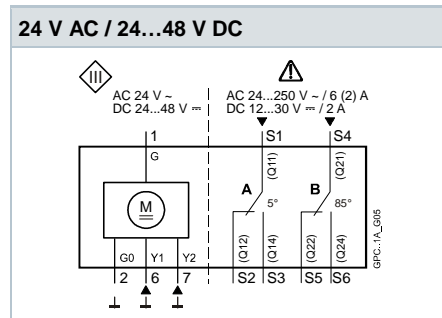 24 V AC / 24...48 V DC
III
AC 24 V ~
DC 24...48 V ⎓
AC 24...250 V ~ / 6 (2) A
DC 12...30 V ⎓ / 2 A
1
S1
S4
G
(Q11)
(Q21)
A
5°
B
85°
M
G0
Y1
Y2
(Q12)
(Q14)
(Q22)
(Q24)
2
6
7
S2
S3
S5
S6
GPC..1A_G05